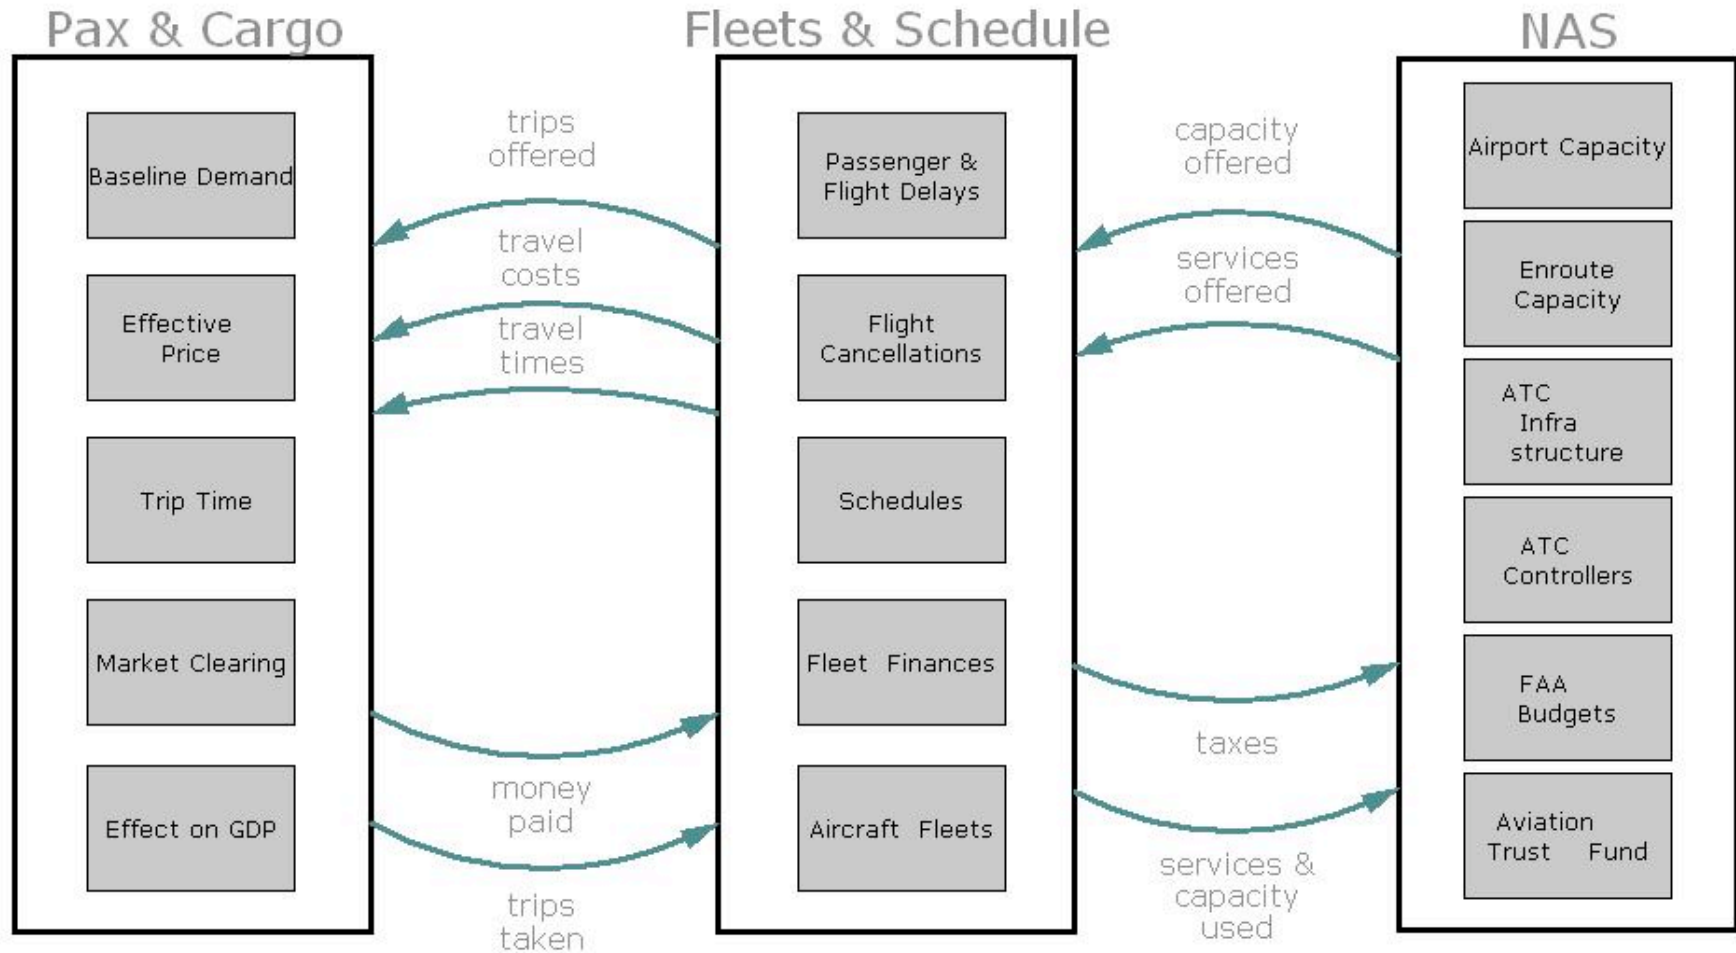 Pax & Cargo
Baseline Demand
Effective
Price
Trip Time
Market Clearing
Effect on GDP
trips
offered
travel
costs
travel
times
money
paid
trips
taken
Fleets & Schedule
Passenger &
Flight Delays
Flight
Cancellations
Schedules
Fleet Finances
Aircraft Fleets
capacity
offered
services
offered
taxes
services &
capacity
used
NAS
Airport Capacity
Enroute
Capacity
ATC
Infra
structure
ATC
Controllers
FAA
Budgets
Aviation
Trust Fund